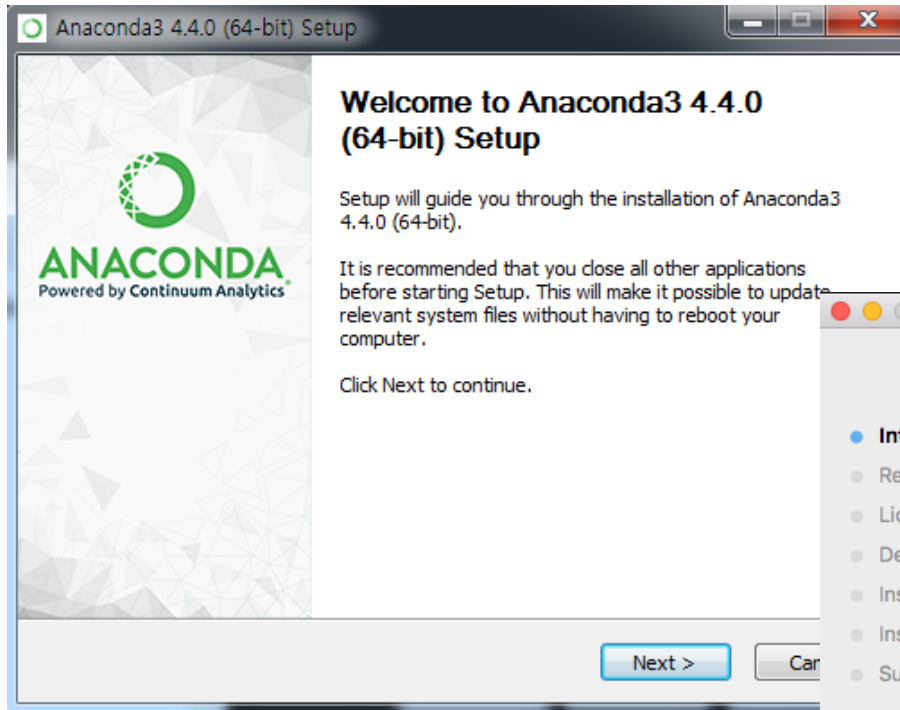 Anaconda3 4.4.0 (64-bit) Setup
Welcome to Anaconda3 4.4.0
(64-bit) Setup
Setup will guide you through the installation of Anaconda3
4.4.0 (64-bit).
It is recommended that you close all other applications
before starting Setup. This will make it possible to update
relevant system files without having to reboot your
computer.
Click Next to continue.
ANACONDA
Powered by Continuum Analytics
Next >